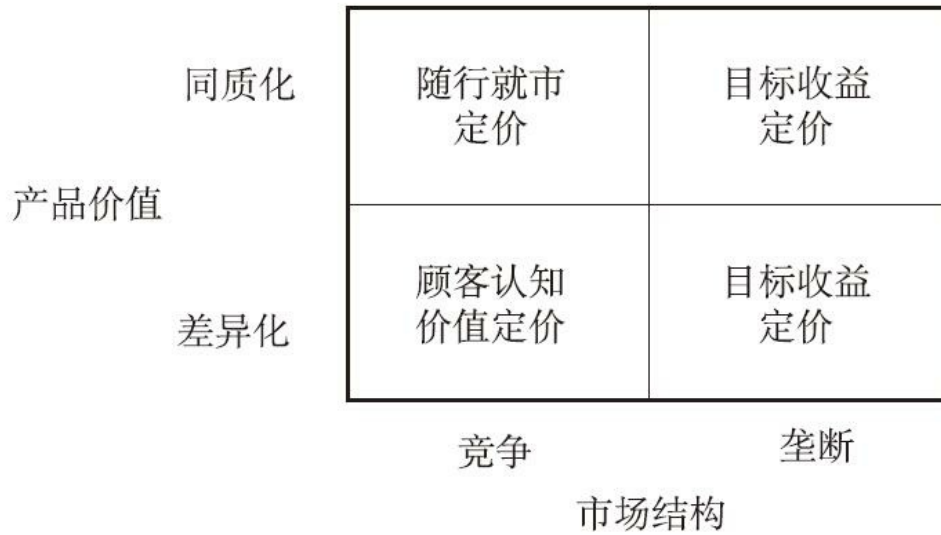 同质化
随行就市
定价
目标收益
定价
产品价值
差异化
顾客认知
价值定价
目标收益
定价
竞争
垄断
市场结构